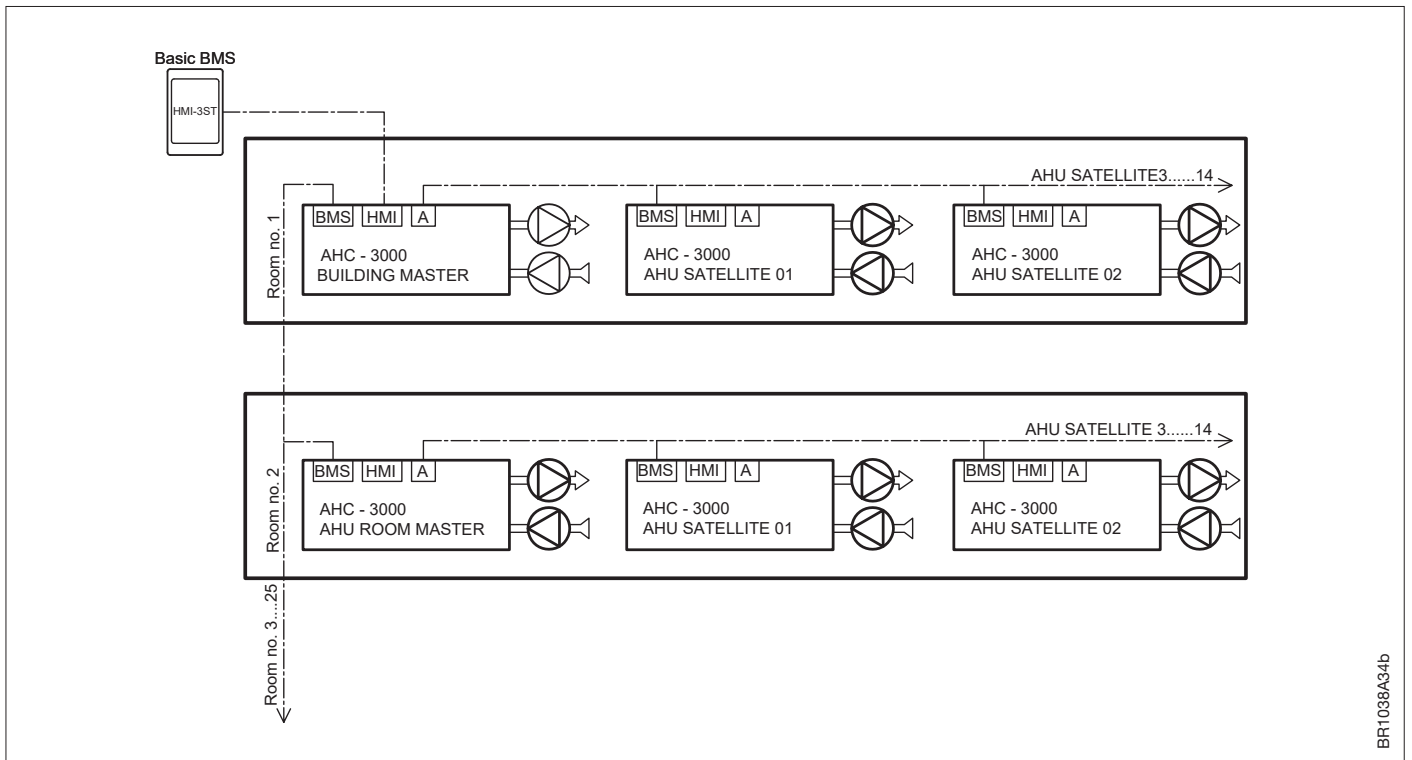 Basic BMS
HMI-3ST
Room no. 1
AHU SATELLITE3......14
BMS HMI A
AHC - 3000
BUILDING MASTER
BMS HMI A
AHC - 3000
AHU SATELLITE 01
BMS HMI A
AHC - 3000
AHU SATELLITE 02
Room no. 2
AHU SATELLITE 3......14
BMS HMI A
AHC - 3000
AHU ROOM MASTER
BMS HMI A
AHC - 3000
AHU SATELLITE 01
BMS HMI A
AHC - 3000
AHU SATELLITE 02
Room no. 3....25
BR1038A34b